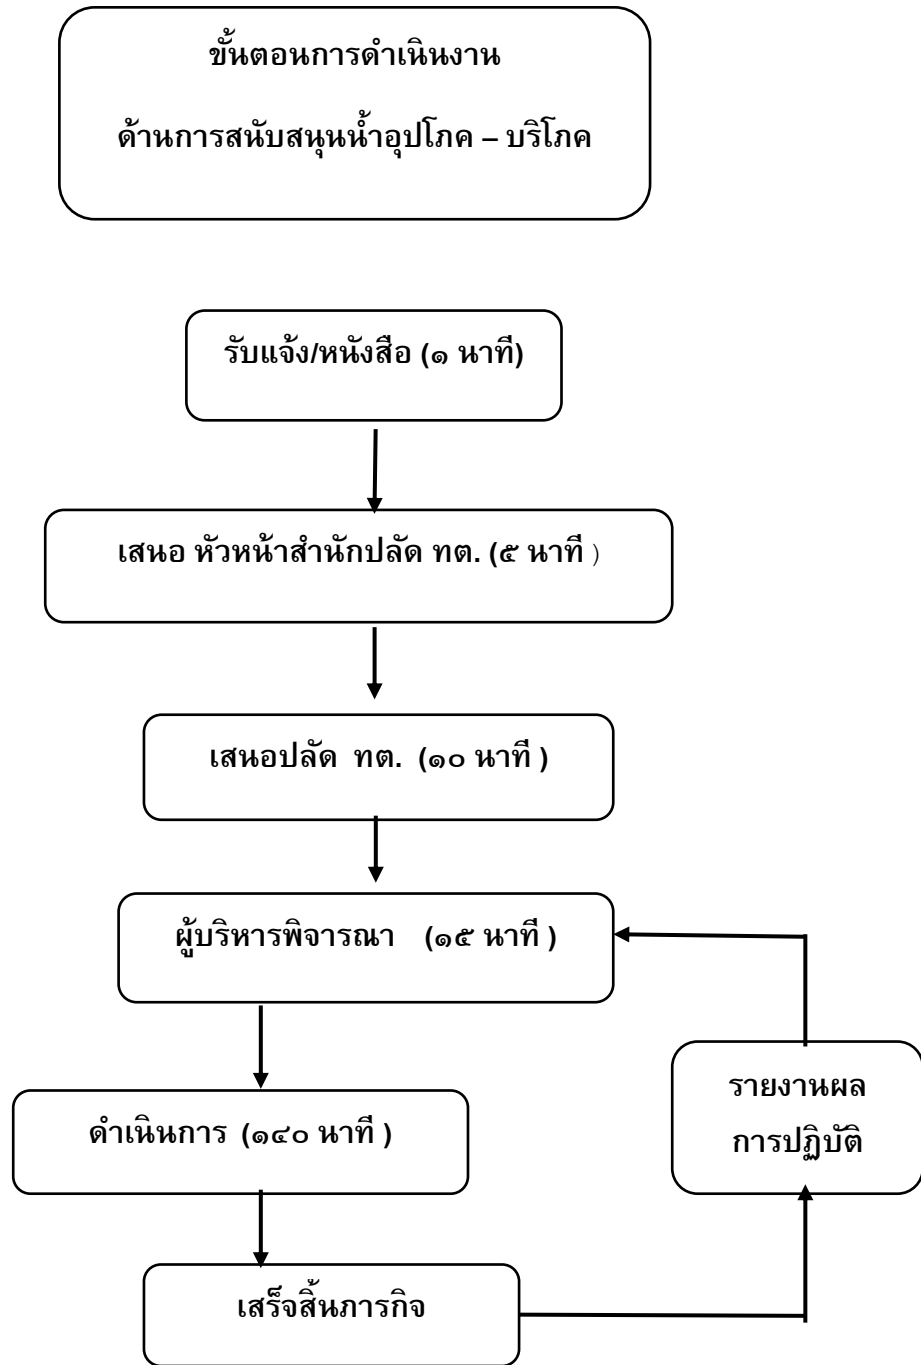 ขั้นตอนการดำเนินงาน
ด้านการสนับสนุนน้ำอุปโภค – บริโภค
รับแจ้ง/หนังสือ (๑ นาที)
เสนอ หัวหน้าสำนักปลัด ทต. (๕ นาที )
เสนอปลัด ทต. (๑๐ นาที )
ผู้บริหารพิจารณา (๑๕ นาที )
ดำเนินการ (๑๔๐ นาที )
รายงานผล
การปฏิบัติ
เสร็จสิ้นภารกิจ